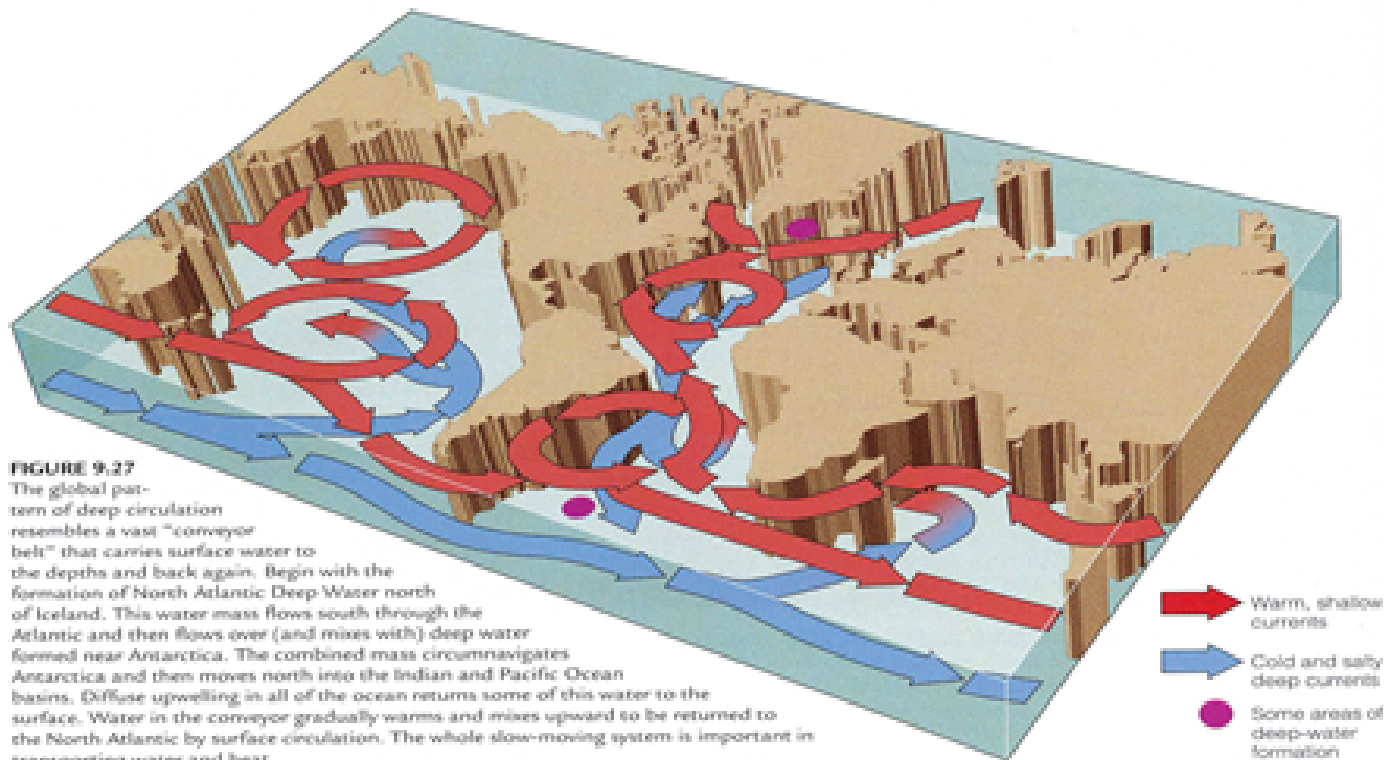 FIGURE 9.27
The global pat-
tern of deep circulation
resembles a vast “conveyor
belt” that carries surface water to
the depths and back again. Begin with the
formation of North Atlantic Deep Water north
of Iceland. This water mass flows south through the
Atlantic and then flows over (and mixes with) deep water
formed near Antarctica. The combined mass circumnavigates
Antarctica and then moves north into the Indian and Pacific Ocean
basins. Diffuse upwelling in all of the ocean returns some of this water to the
surface. Water in the conveyor gradually warms and mixes upward to be returned to
the North Atlantic by surface circulation. The whole slow-moving system is important in
transporting water and heat.
Warm, shallow
currents
Cold and salty
deep currents
Some areas of
deep-water
formation